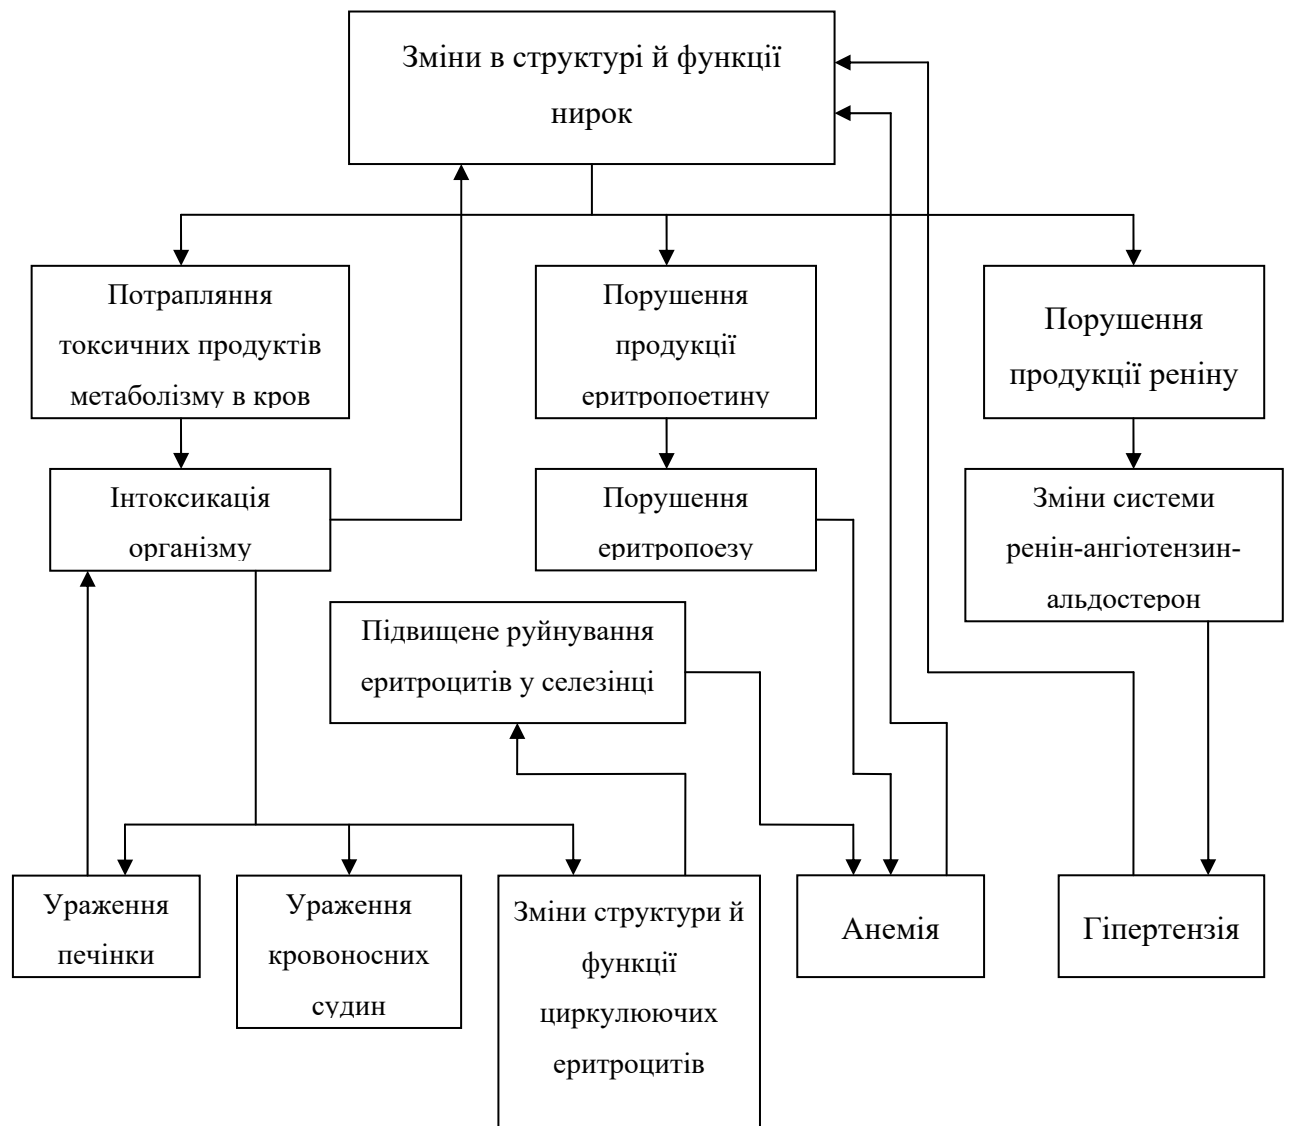 Зміни в структурі й функції
нирок
Потрапляння
токсичних продуктів
метаболізму в кров
Порушення
продукції
еритропоетину
Порушення
продукції реніну
Інтоксикація
організму
Порушення
еритропоезу
Зміни системи
ренін-ангіотензин-
альдостерон
Підвищене руйнування
еритроцитів у селезінці
Ураження
печінки
Ураження
кровоносних
судин
Зміни структури й
функції
циркулюючих
еритроцитів
Анемія
Гіпертензія